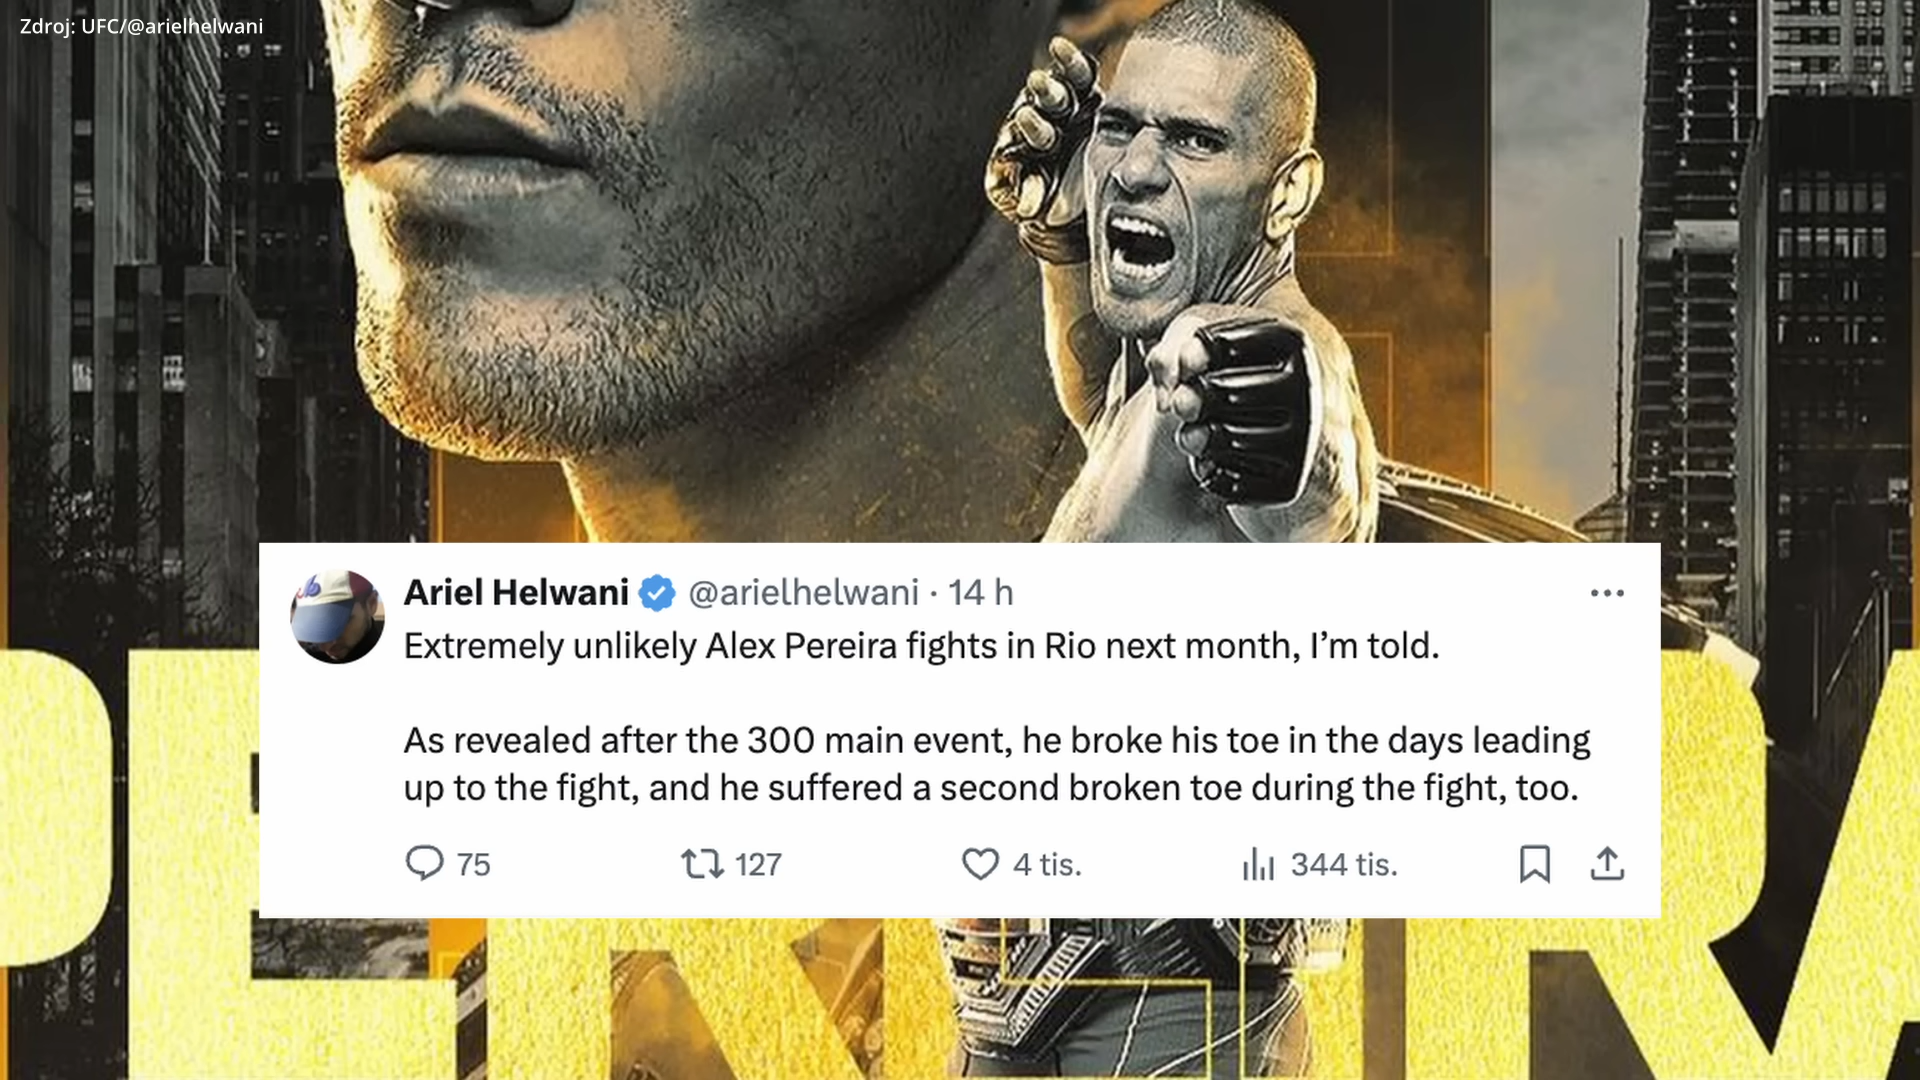 Zdroj: UFC/@arielhelwani
Ariel Helwani @arielhelwani · 14 h
Extremely unlikely Alex Pereira fights in Rio next month, I’m told.
As revealed after the 300 main event, he broke his toe in the days leading
up to the fight, and he suffered a second broken toe during the fight, too.
75 127 4 tis. 344 tis.
PEREIRA